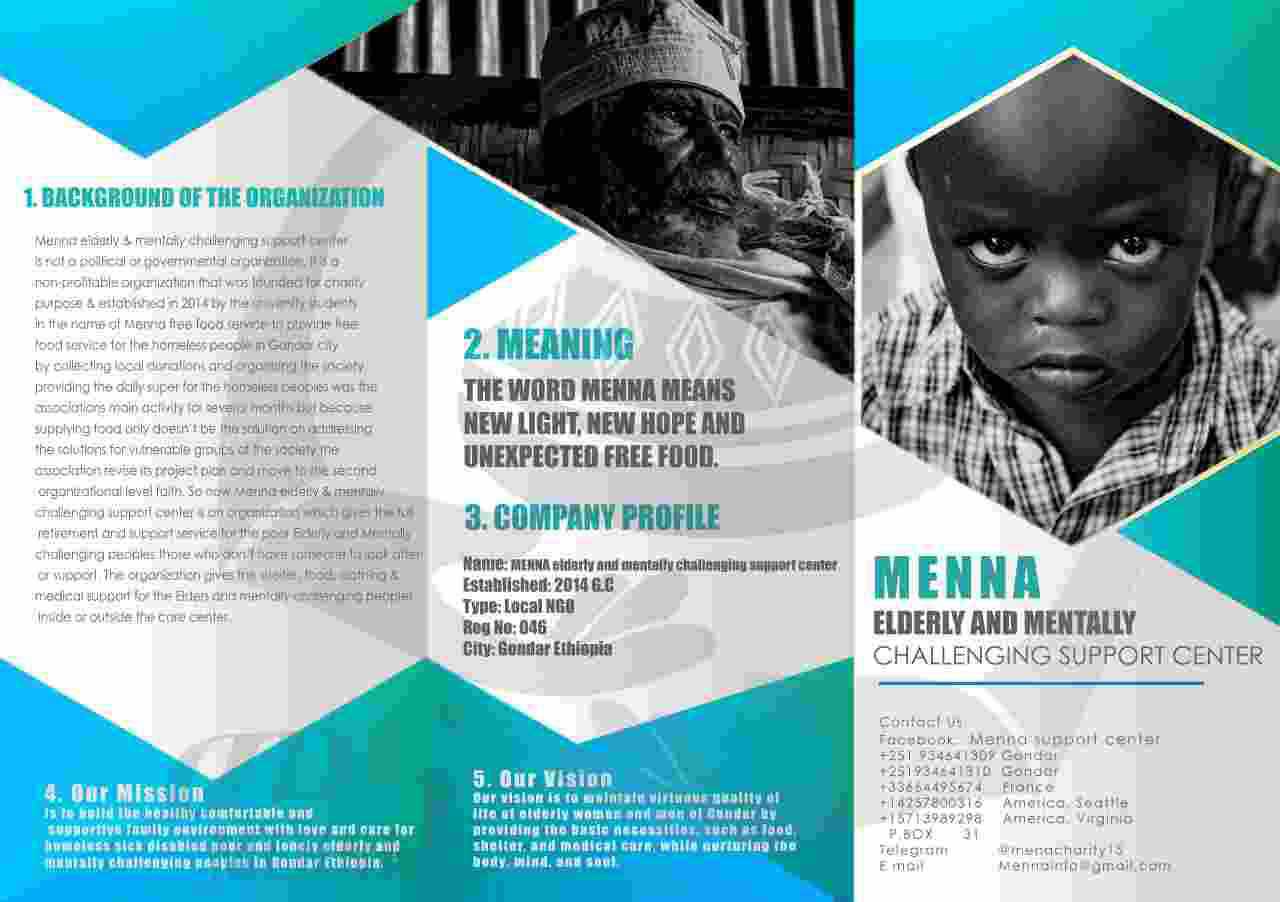 1. BACKGROUND OF THE ORGANIZATION
Menna elderly & mentally challenging support center
is not a political or governmental organization, it is a
non-profitable organization that was founded for charity
purpose & established in 2014 by the university students
in the name of Menna free food service to provide free
food service for the homeless people in Gondar city
by collecting local donations and organizing the society.
providing the daily super for the homeless peoples was the
associations main activity for several months but because
supplying food only doesn't be the solution on addressing
the solutions for vulnerable groups of the society the
association revise its project plan and move to the second
organizational level faith. So now Menna elderly & mentally
challenging support center is an organization which gives the full
retirement and support service for the poor Elderly and Mentally
challenging peoples those who don't have someone to look after
or support. The organization gives the shelter, food, clothing &
medical support for the Elders and mentally challenging peoples
inside or outside the care center.
2. MEANING
THE WORD MENNA MEANS
NEW LIGHT, NEW HOPE AND
UNEXPECTED FREE FOOD.
3. COMPANY PROFILE
Name: MENNA elderly and mentally challenging support center
Established: 2014 G.C
Type: Local NGO
Reg No: 046
City: Gondar Ethiopia
4. Our Mission
is to build the healthy comfortable and
supportive family environment with love and care for
homeless sick disabled poor and lonely elderly and
mentally challenging peoples in Gondar Ethiopia.
5. Our Vision
Our vision is to maintain virtuous quality of
life of elderly women and men of Gondar by
providing the basic necessities, such as food,
shelter, and medical care, while nurturing the
body, mind, and soul.
MENNA
ELDERLY AND MENTALLY
CHALLENGING SUPPORT CENTER
Contact Us
Facebook: Menna support center
+251 934641309 Gondar
+251934641310 Gondar
+33664495674 France
+14257800316 America, Seattle
+15713989298 America, Virginia
P.BOX 31
Telegram @menacharity15
E mail Mennainfo@gmail.com